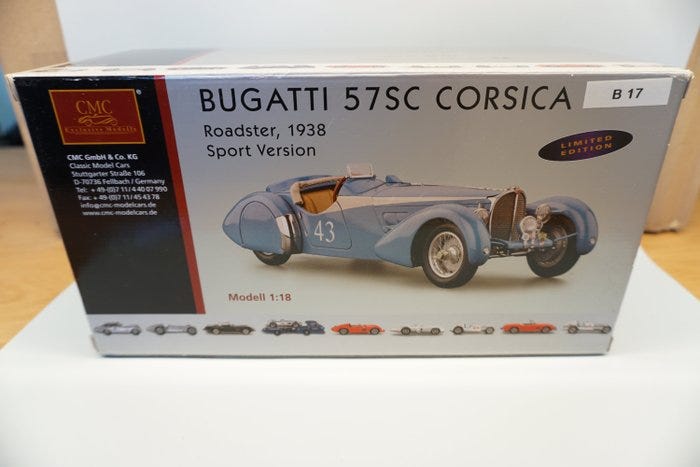 CMC
®
Exclusive Modelle
CMC GmbH & Co. KG
Classic Model Cars
Stuttgarter Straße 106
D-70736 Fellbach / Germany
Tel: + 49-(0)7 11/4 40 07 990
Fax: + 49-(0)7 11/45 43 78
info@cmc-modelcars.de
www.cmc-modelcars.de
BUGATTI 57SC CORSICA
B 17
Roadster, 1938
Sport Version
LIMITED
EDITION
43
Modell 1:18